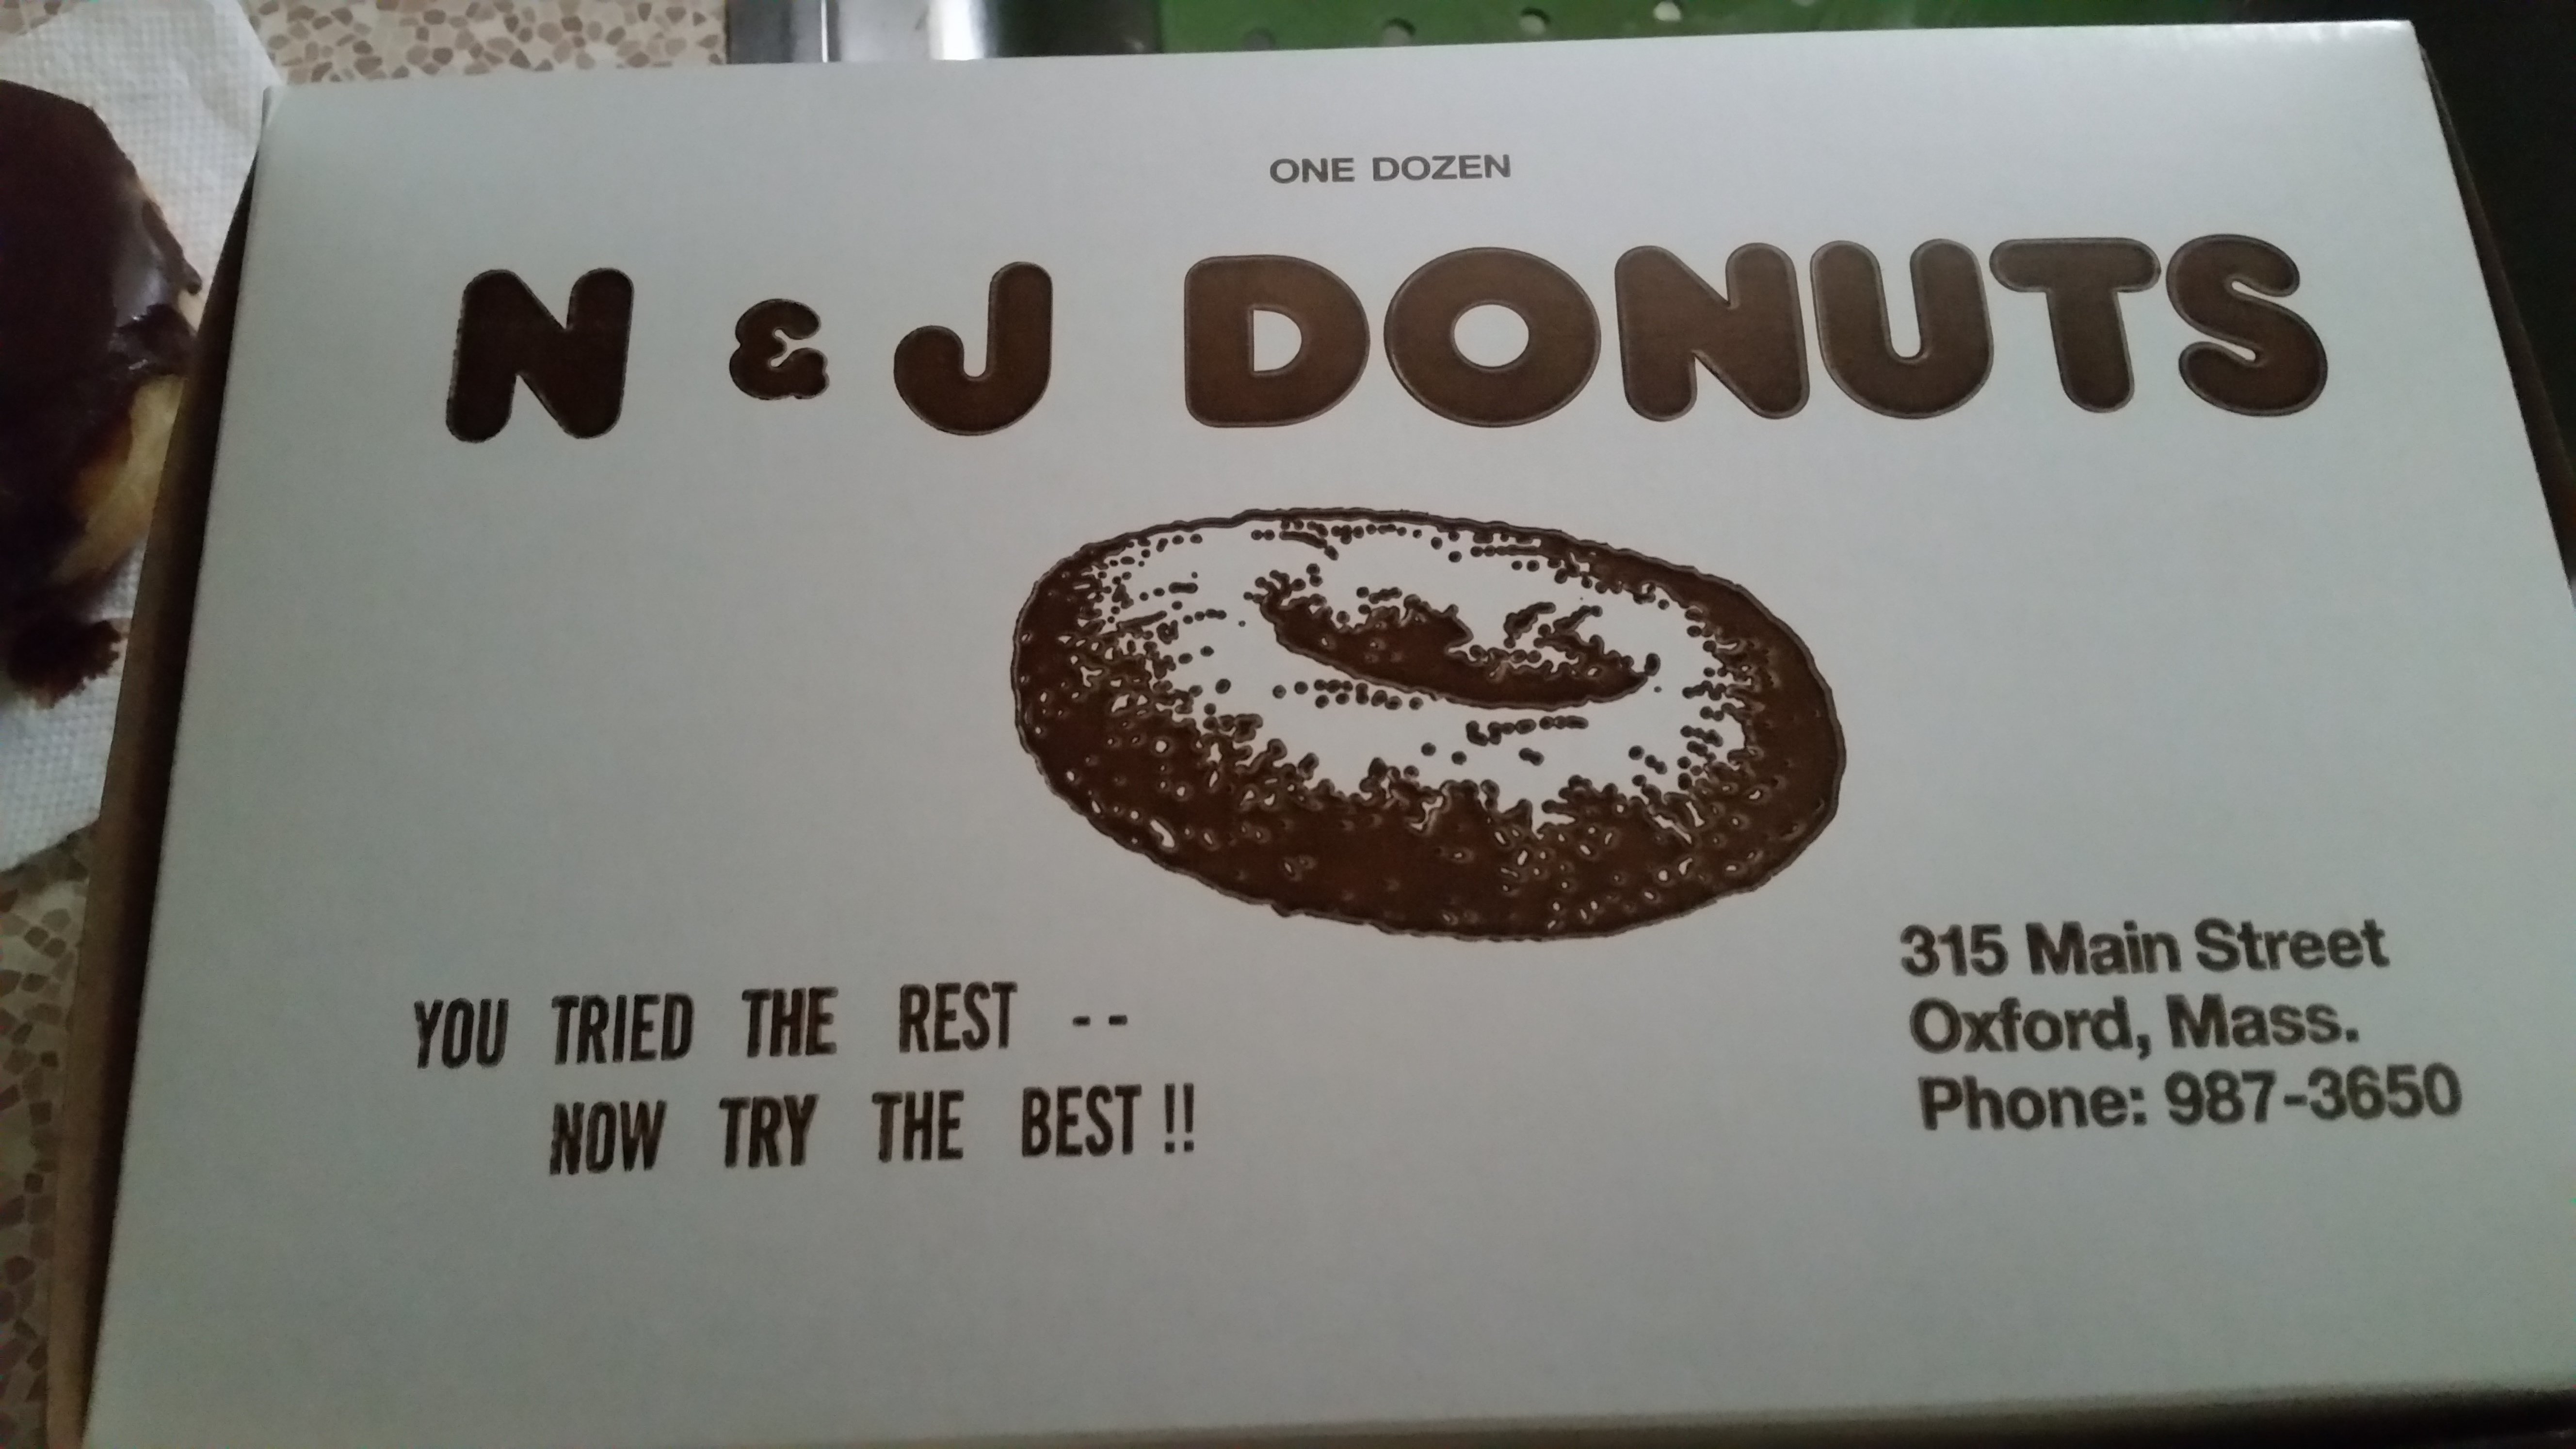 ONE DOZEN
N & J DONUTS
YOU TRIED THE REST --
NOW TRY THE BEST!!
315 Main Street
Oxford, Mass.
Phone: 987-3650